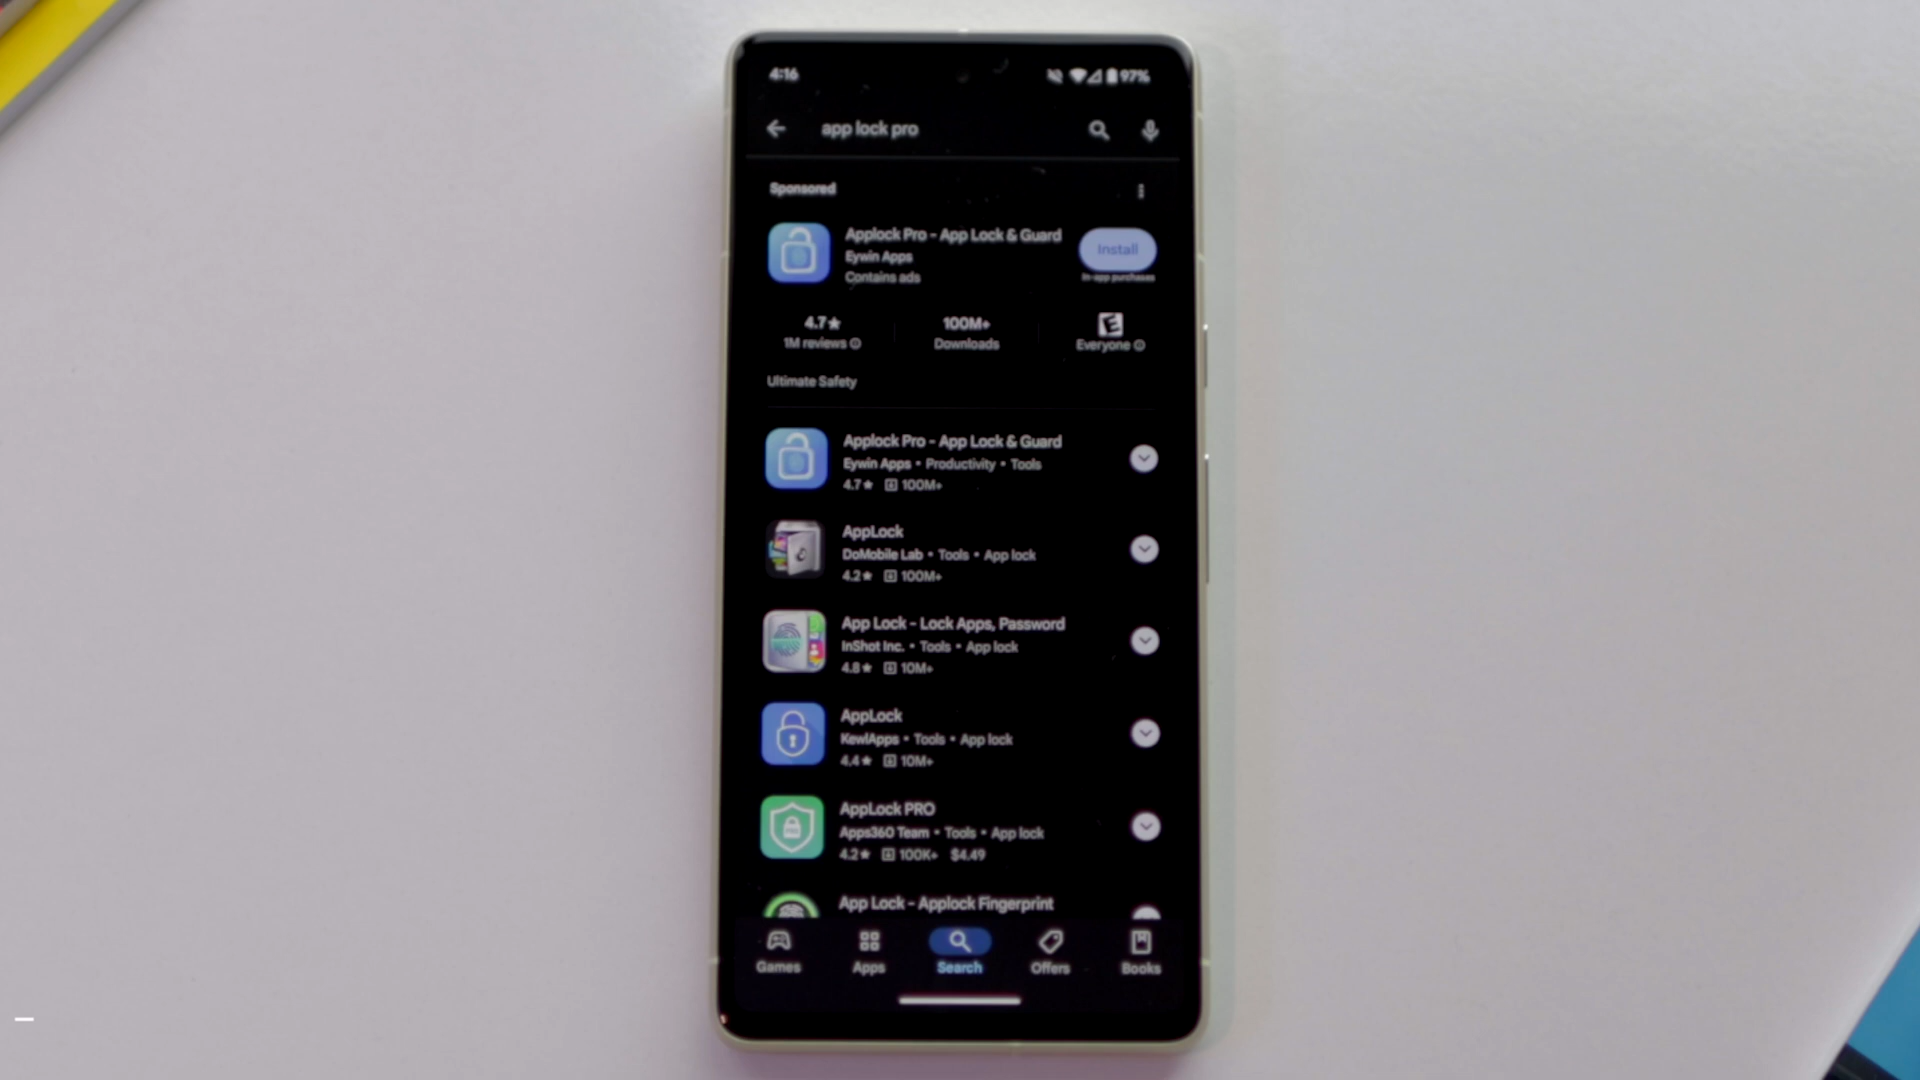 4:16
97%
app lock pro
Sponsored
Applock Pro - App Lock & Guard
Eywin Apps
Contains ads
Install
In-app purchases
4.7★
1M reviews
100M+
Downloads
E
Everyone
Ultimate Safety
Applock Pro - App Lock & Guard
Eywin Apps • Productivity • Tools
4.7★ 100M+
AppLock
DoMobile Lab • Tools • App lock
4.2★ 100M+
App Lock - Lock Apps, Password
InShot Inc. • Tools • App lock
4.8★ 10M+
AppLock
KewlApps • Tools • App lock
4.4★ 10M+
AppLock PRO
Apps360 Team • Tools • App lock
4.2★ 100K+ $4.49
App Lock - Applock Fingerprint
Games
Apps
Search
Offers
Books